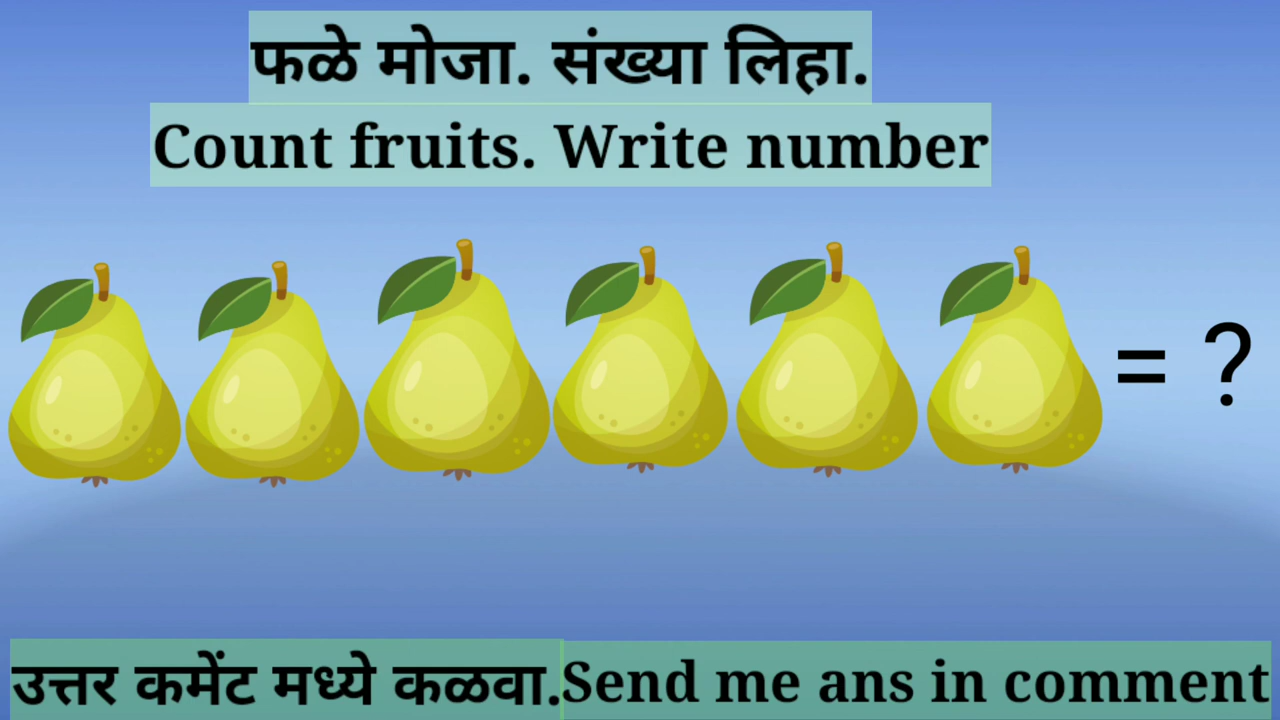 फळे मोजा. संख्या लिहा.
Count fruits. Write number
= ?
उत्तर कमेंट मध्ये कळवा.Send me ans in comment